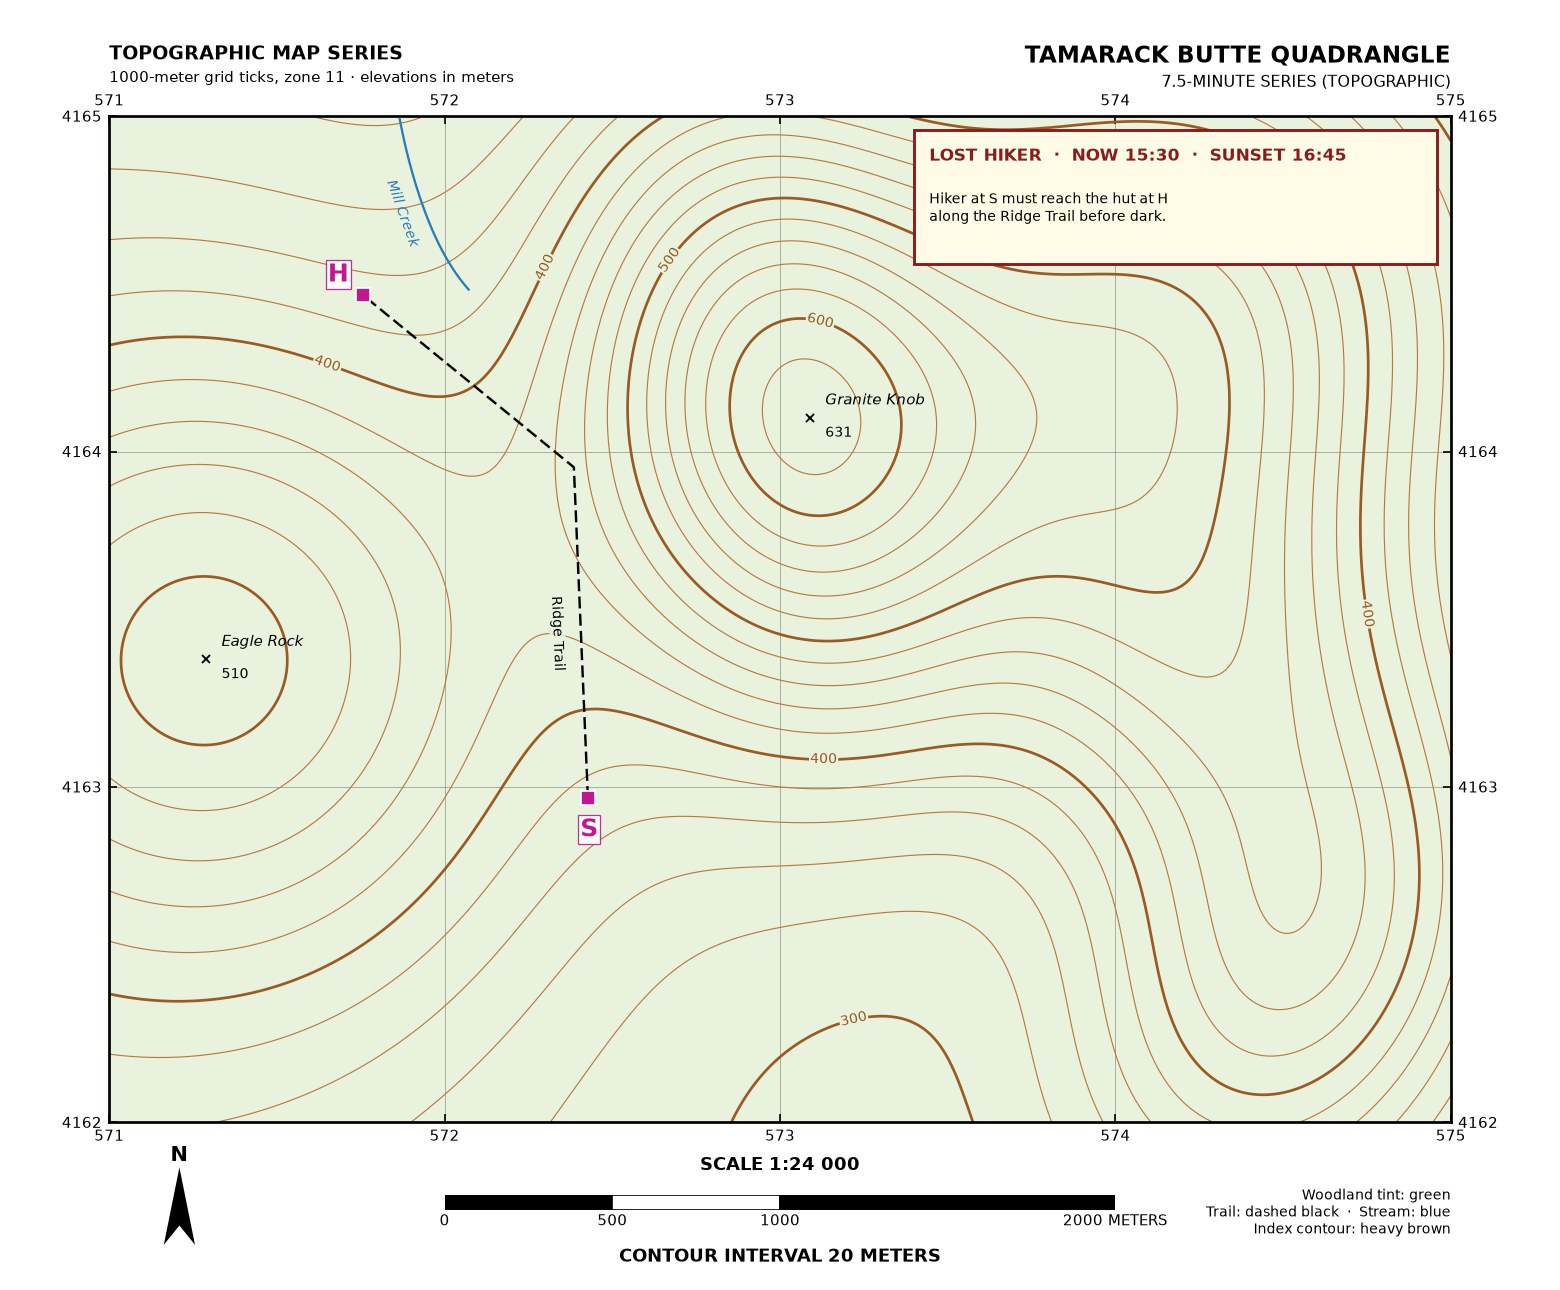 TOPOGRAPHIC MAP SERIES
1000-meter grid ticks, zone 11 · elevations in meters
TAMARACK BUTTE QUADRANGLE
7.5-MINUTE SERIES (TOPOGRAPHIC)
571 572 573 574 575
4165 4165
LOST HIKER · NOW 15:30 · SUNSET 16:45
Hiker at S must reach the hut at H
along the Ridge Trail before dark.
Mill Creek
H
400
500
600
400
Granite Knob
631
4164 4164
Ridge Trail
400
Eagle Rock
510
400
4163 4163
S
300
4162 4162
571 572 573 574 575
N
SCALE 1:24 000
0 500 1000 2000 METERS
CONTOUR INTERVAL 20 METERS
Woodland tint: green
Trail: dashed black · Stream: blue
Index contour: heavy brown